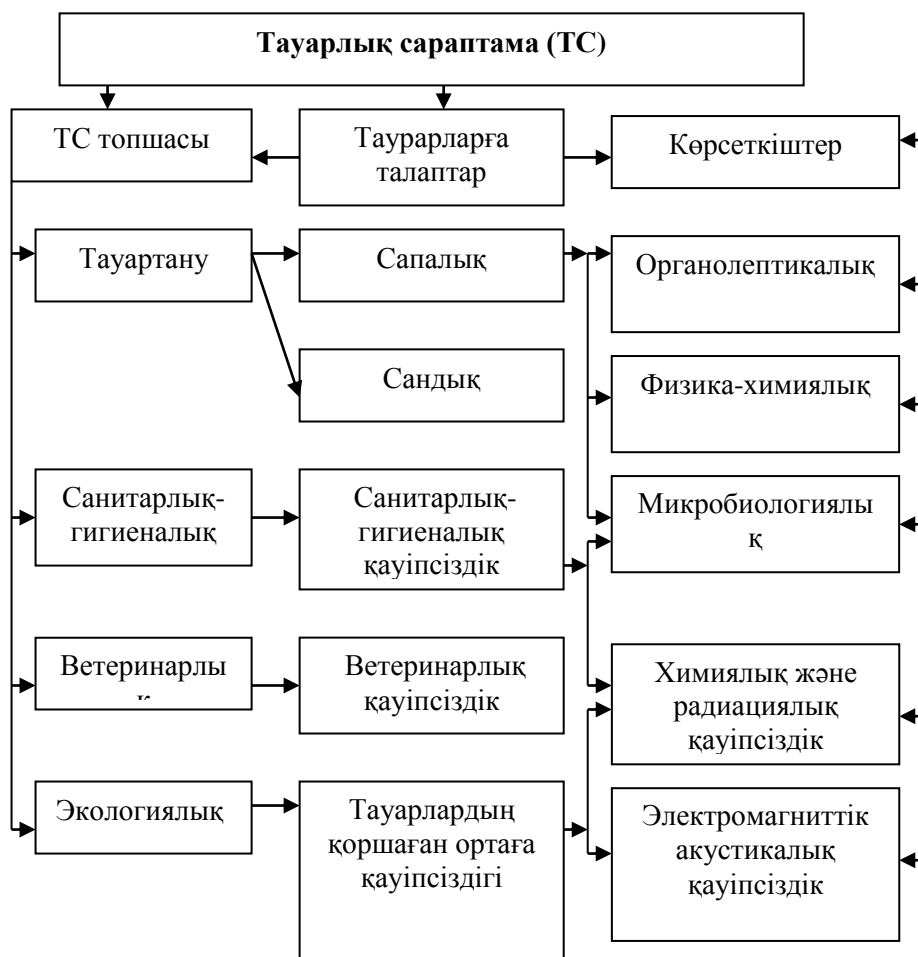 Тауарлық сараптама (ТС)
ТС топшасы
Таурарларға
талаптар
Көрсеткіштер
Тауартану
Сапалық
Органолептикалық
Сандық
Физика-химиялық
Санитарлық-
гигиеналық
Санитарлық-
гигиеналық
қауіпсіздік
Микробиологиялы
қ
Ветеринарлы
қ
Ветеринарлық
қауіпсіздік
Химиялық және
радиациялық
қауіпсіздік
Экологиялық
Тауарлардың
қоршаған ортаға
қауіпсіздігі
Электромагниттік
акустикалық
қауіпсіздік